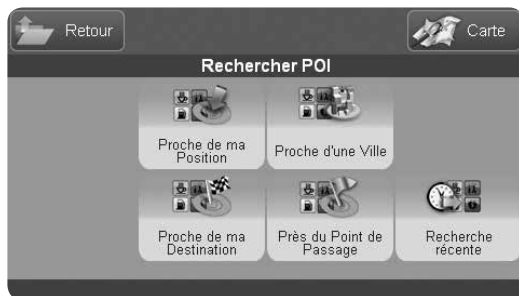 Retour
Carte
Rechercher POI
Proche de ma
Position
Proche d'une Ville
Proche de ma
Destination
Près du Point de
Passage
Recherche
récente